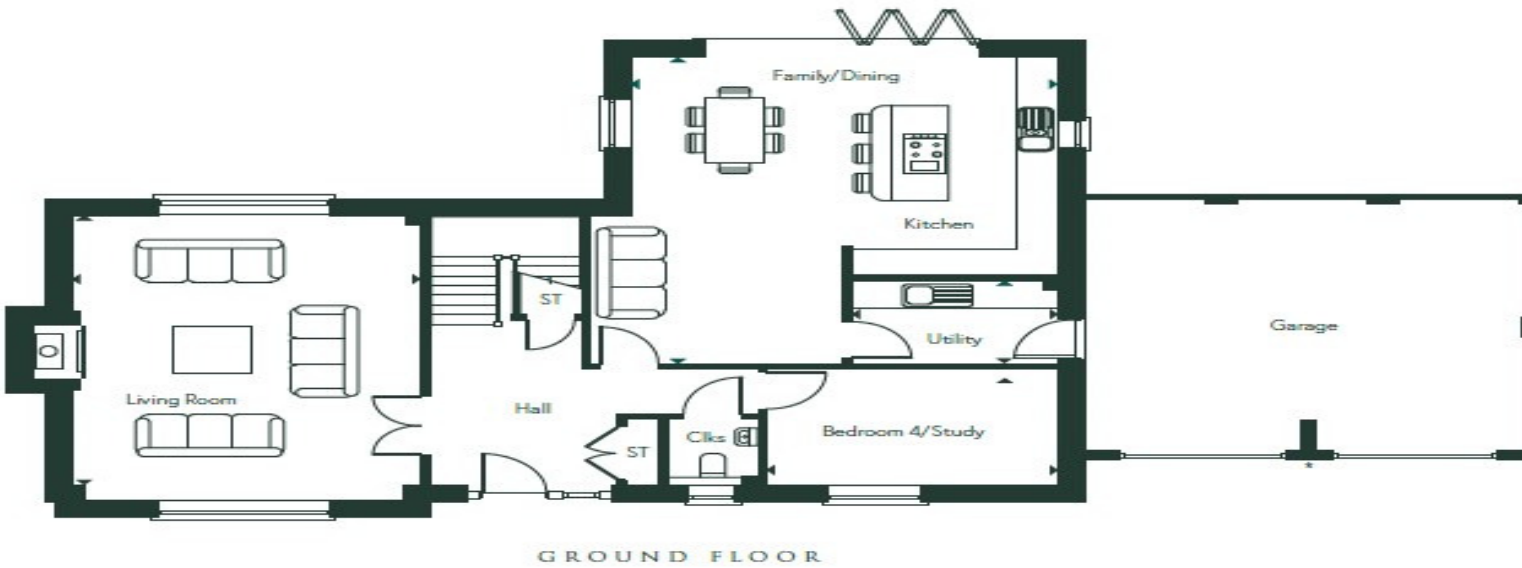 Family/Dining
Kitchen
ST
Utility
Garage
Living Room
Hall
Clks
ST
Bedroom 4/Study
*
GROUND FLOOR